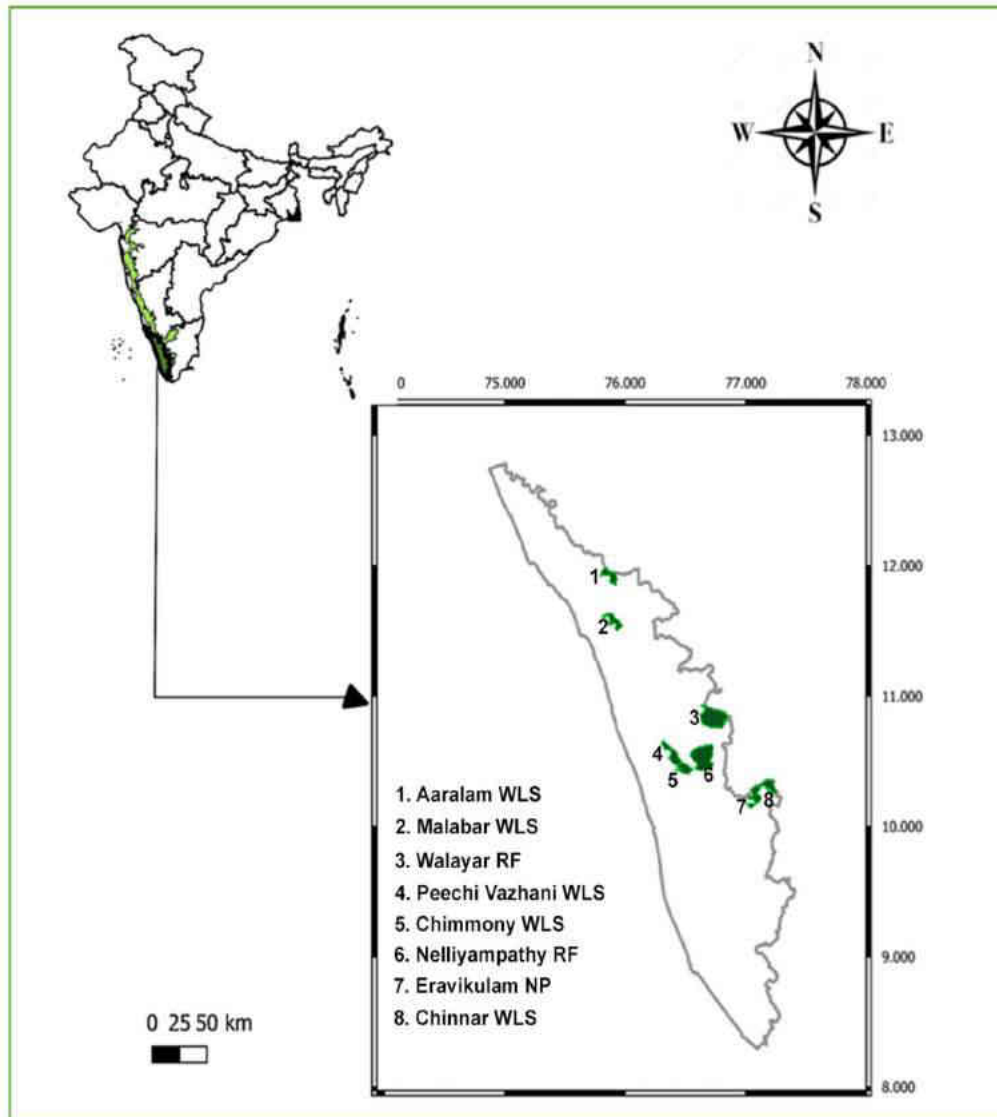 N
W E
S
0 75.000 76.000 77.000 78.000
13.000
12.000
11.000
10.000
9.000
8.000
1
2
3
4
5
6
7
8
1. Aaralam WLS
2. Malabar WLS
3. Walayar RF
4. Peechi Vazhani WLS
5. Chimmony WLS
6. Nelliyampathy RF
7. Eravikulam NP
8. Chinnar WLS
0 25 50 km